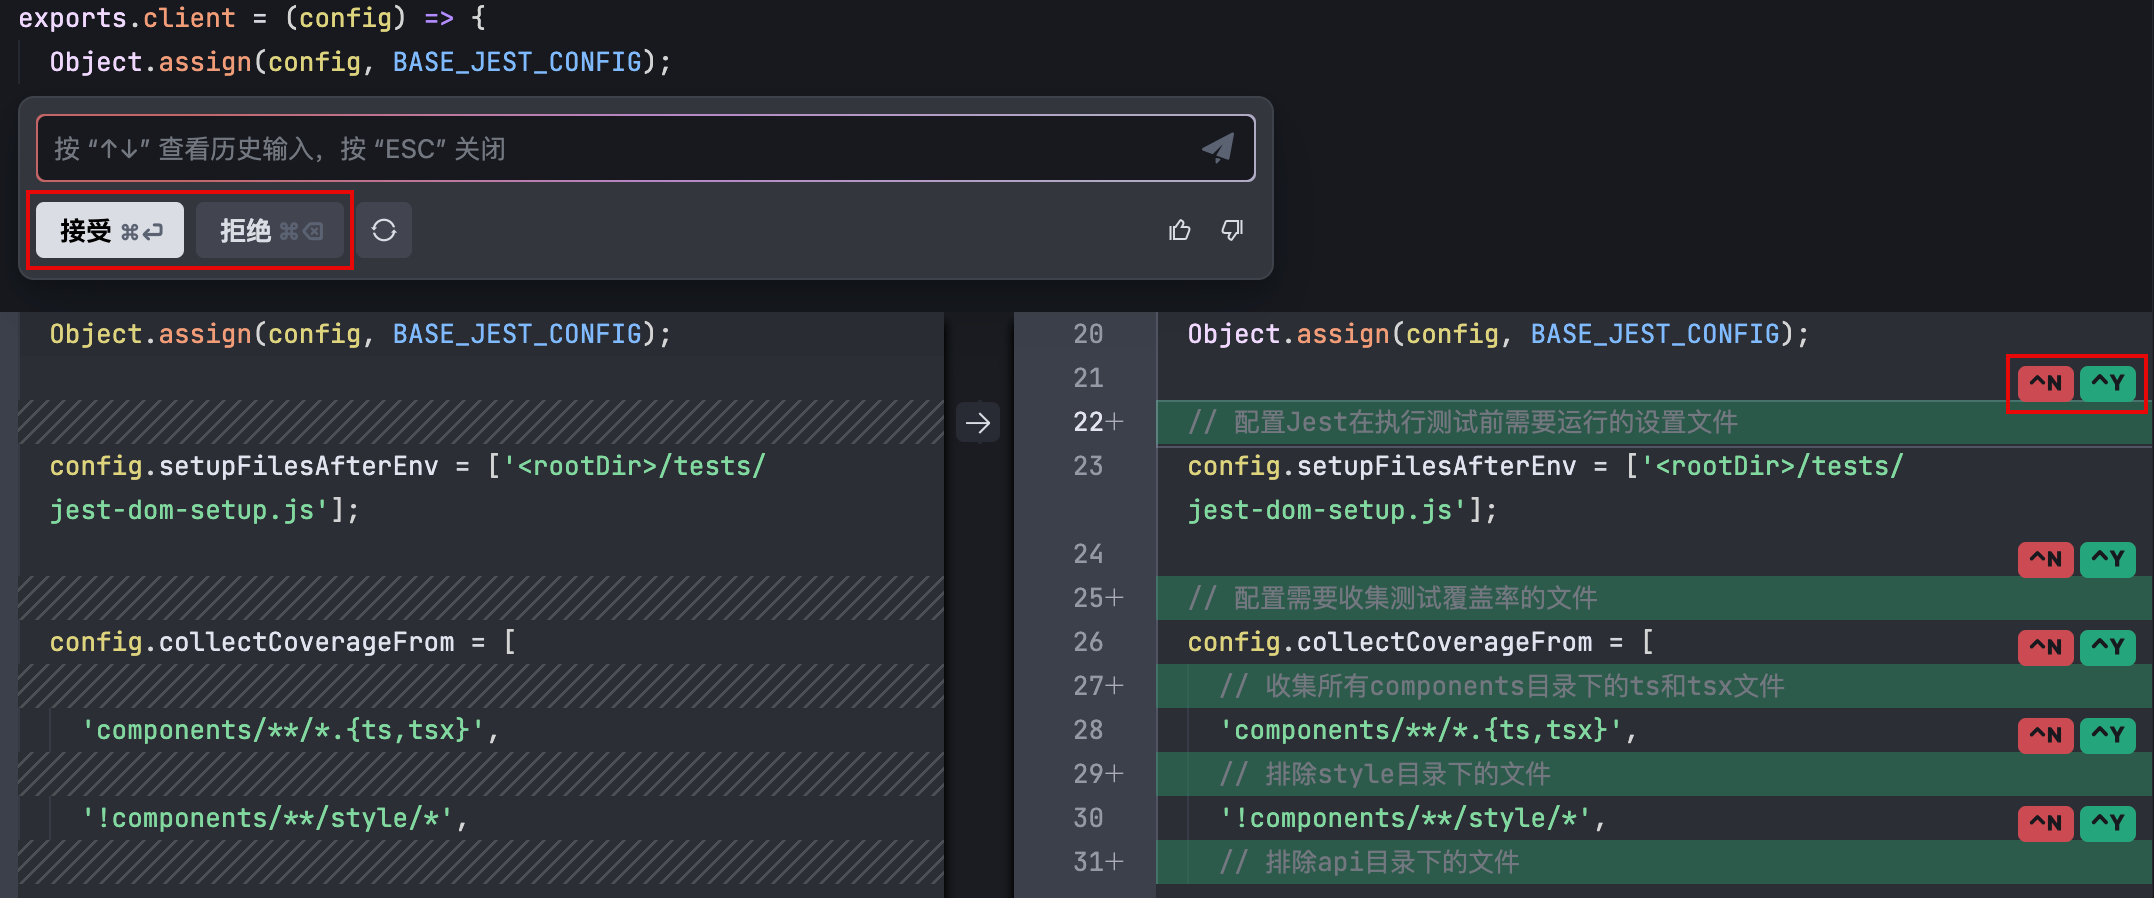 exports.client = (config) => {
Object.assign(config, BASE_JEST_CONFIG);
按 “↑↓” 查看历史输入，按 “ESC” 关闭
接受 ⌘⏎ 拒绝 ⌘⌫
Object.assign(config, BASE_JEST_CONFIG);
config.setupFilesAfterEnv = ['<rootDir>/tests/
jest-dom-setup.js'];
config.collectCoverageFrom = [
'components/**/*.{ts,tsx}',
'!components/**/style/*',
20 Object.assign(config, BASE_JEST_CONFIG);
21
^N ^Y
22+ // 配置Jest在执行测试前需要运行的设置文件
23 config.setupFilesAfterEnv = ['<rootDir>/tests/
jest-dom-setup.js'];
24
^N ^Y
25+ // 配置需要收集测试覆盖率的文件
26 config.collectCoverageFrom = [
^N ^Y
27+ // 收集所有components目录下的ts和tsx文件
28 'components/**/*.{ts,tsx}',
^N ^Y
29+ // 排除style目录下的文件
30 '!components/**/style/*',
^N ^Y
31+ // 排除api目录下的文件